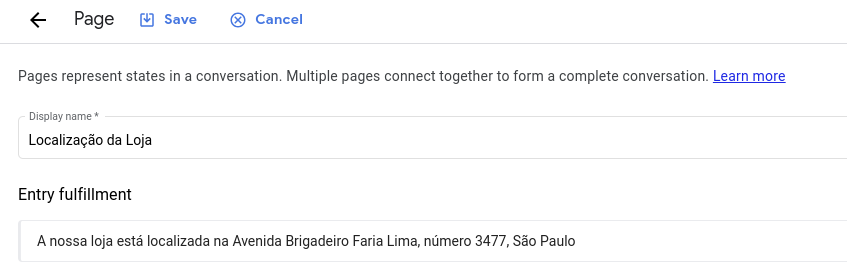 Page Save Cancel
Pages represent states in a conversation. Multiple pages connect together to form a complete conversation. Learn more
Display name *
Localização da Loja
Entry fulfillment
A nossa loja está localizada na Avenida Brigadeiro Faria Lima, número 3477, São Paulo